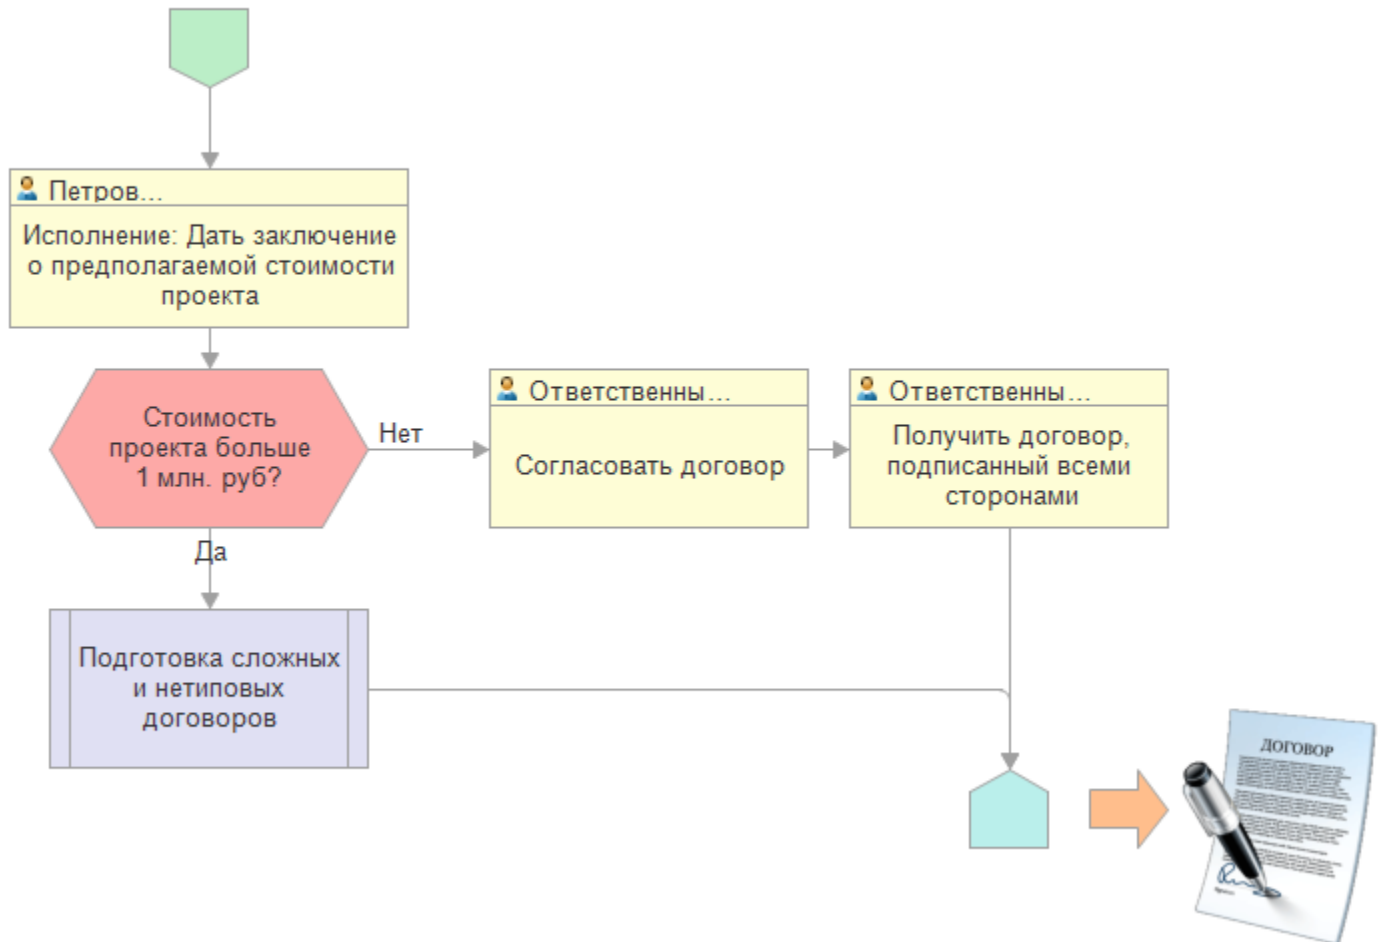 Петров...
Исполнение: Дать заключение
о предполагаемой стоимости
проекта
Стоимость
проекта больше
1 млн. руб?
Нет
Ответственны...
Согласовать договор
Ответственны...
Получить договор,
подписанный всеми
сторонами
Да
Подготовка сложных
и нетиповых
договоров
ДОГОВОР